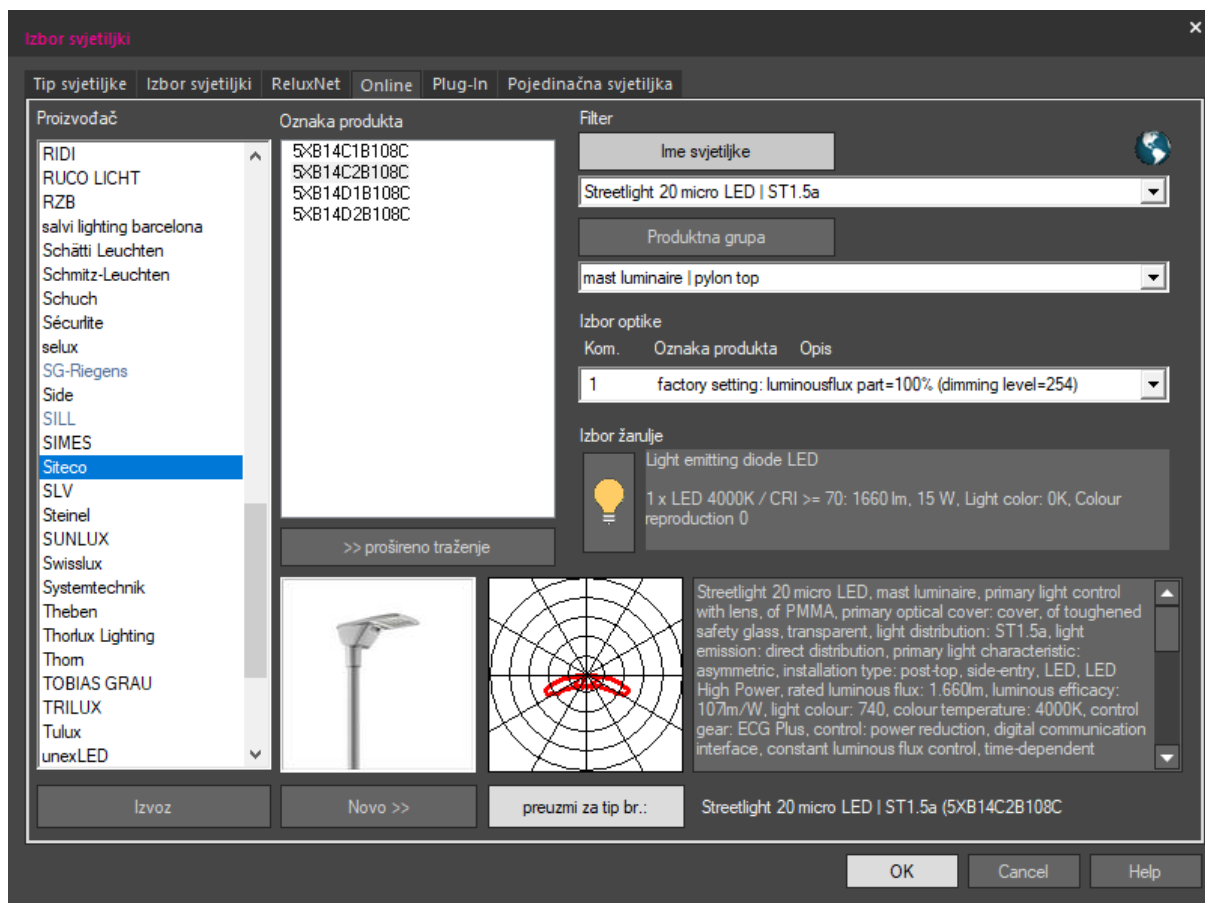 Izbor svjetiljki
×
Tip svjetiljke
Izbor svjetiljki
ReluxNet
Online
Plug-In
Pojedinačna svjetiljka
Proizvođač
RIDI
RUCO LICHT
RZB
salvi lighting barcelona
Schätti Leuchten
Schmitz-Leuchten
Schuch
Sécurlite
selux
SG-Riegens
Side
SILL
SIMES
Siteco
SLV
Steinel
SUNLUX
Swisslux
Systemtechnik
Theben
Thorlux Lighting
Thorn
TOBIAS GRAU
TRILUX
Tulux
unexLED
Izvoz
Oznaka produkta
5XB14C1B108C
5XB14C2B108C
5XB14D1B108C
5XB14D2B108C
>> prošireno traženje
Novo >>
Filter
Ime svjetiljke
Streetlight 20 micro LED | ST1.5a
Produktna grupa
mast luminaire | pylon top
Izbor optike
Kom. Oznaka produkta Opis
1 factory setting: luminousflux part=100% (dimming level=254)
Izbor žarulje
Light emitting diode LED
1 x LED 4000K / CRI >= 70: 1660 lm, 15 W, Light color: 0K, Colour
reproduction 0
Streetlight 20 micro LED, mast luminaire, primary light control
with lens, of PMMA, primary optical cover: cover, of toughened
safety glass, transparent, light distribution: ST1.5a, light
emission: direct distribution, primary light characteristic:
asymmetric, installation type: post-top, side-entry, LED, LED
High Power, rated luminous flux: 1.660lm, luminous efficacy:
107lm/W, light colour: 740, colour temperature: 4000K, control
gear: ECG Plus, control: power reduction, digital communication
interface, constant luminous flux control, time-dependent
preuzmi za tip br.:
Streetlight 20 micro LED | ST1.5a (5XB14C2B108C
OK
Cancel
Help